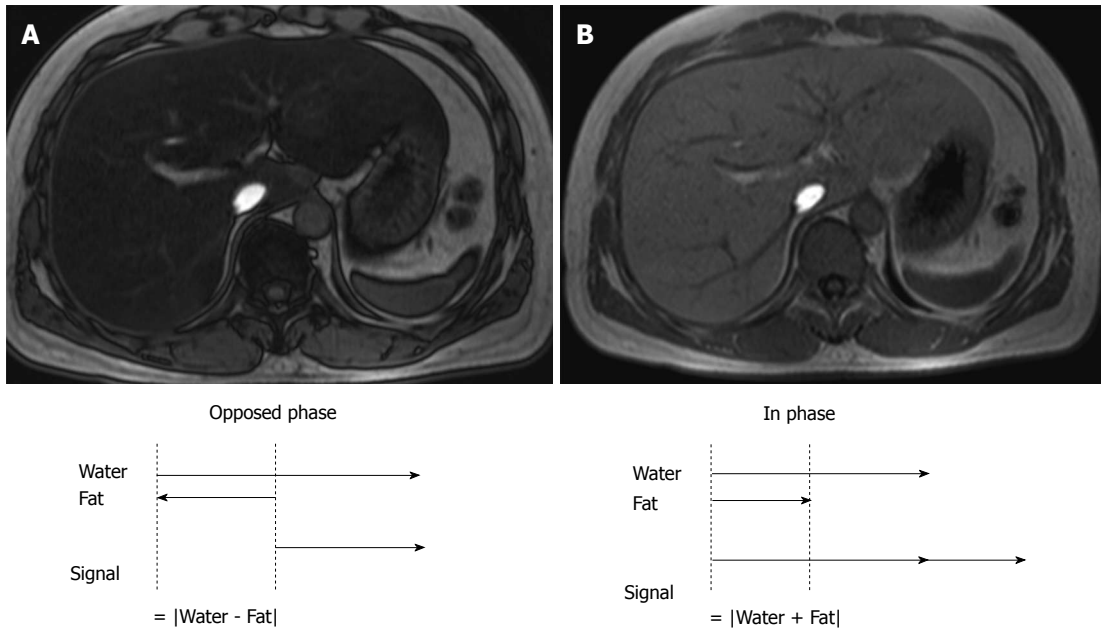 A
B
Opposed phase
Water
Fat
Signal
= |Water - Fat|
In phase
Water
Fat
Signal
= |Water + Fat|